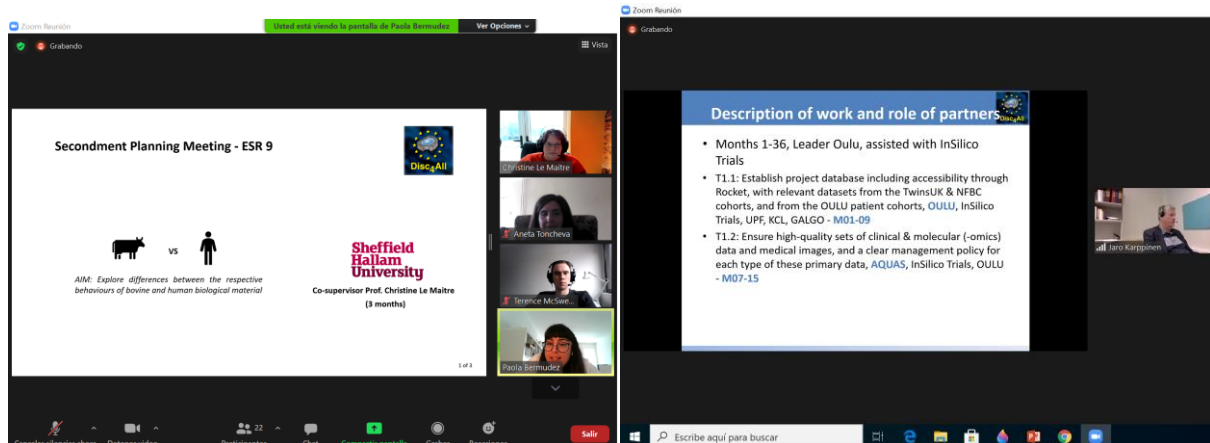 Zoom Reunión
Usted está viendo la pantalla de Paola Bermudez
Ver Opciones
Grabando
Vista
Secondment Planning Meeting - ESR 9
Disc4All
vs
AIM: Explore differences between the respective
behaviours of bovine and human biological material
Sheffield
Hallam
University
Co-supervisor Prof. Christine Le Maitre
(3 months)
1 of 3
Christine Le Maitre
Aneta Toncheva
Terence McSwe...
Paola Bermudez
22
Salir
Zoom Reunión
Grabando
Description of work and role of partners
Disc4All
• Months 1-36, Leader Oulu, assisted with InSilico
Trials
• T1.1: Establish project database including accessibility through
Rocket, with relevant datasets from the TwinsUK & NFBC
cohorts, and from the OULU patient cohorts, OULU, InSilico
Trials, UPF, KCL, GALGO - M01-09
• T1.2: Ensure high-quality sets of clinical & molecular (-omics)
data and medical images, and a clear management policy for
each type of these primary data, AQUAS, InSilico Trials, OULU
- M07-15
Jaro Karppinen
Escribe aquí para buscar